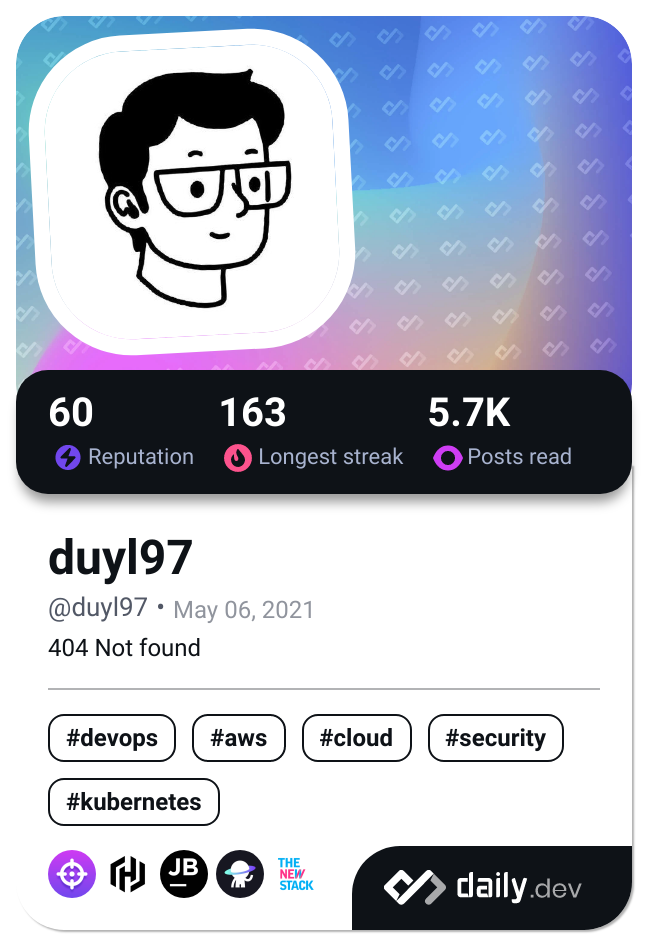 60 163 5.7K
Reputation Longest streak Posts read
duyl97
@duyl97 • May 06, 2021
404 Not found
#devops #aws #cloud #security
#kubernetes
JB
THE
NEW
STACK
daily.dev